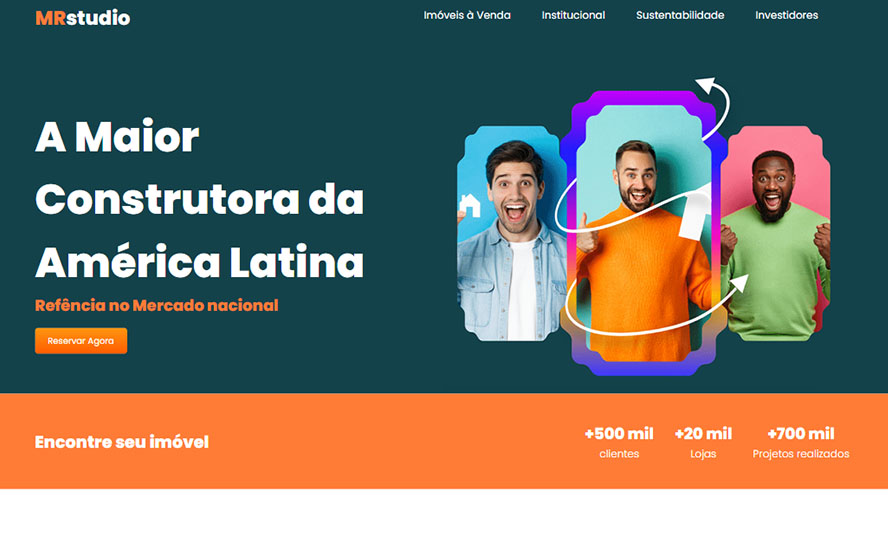 MRstudio
Imóveis à Venda Institucional Sustentabilidade Investidores
A Maior
Construtora da
América Latina
Refência no Mercado nacional
Reservar Agora
Encontre seu imóvel
+500 mil +20 mil +700 mil
clientes Lojas Projetos realizados